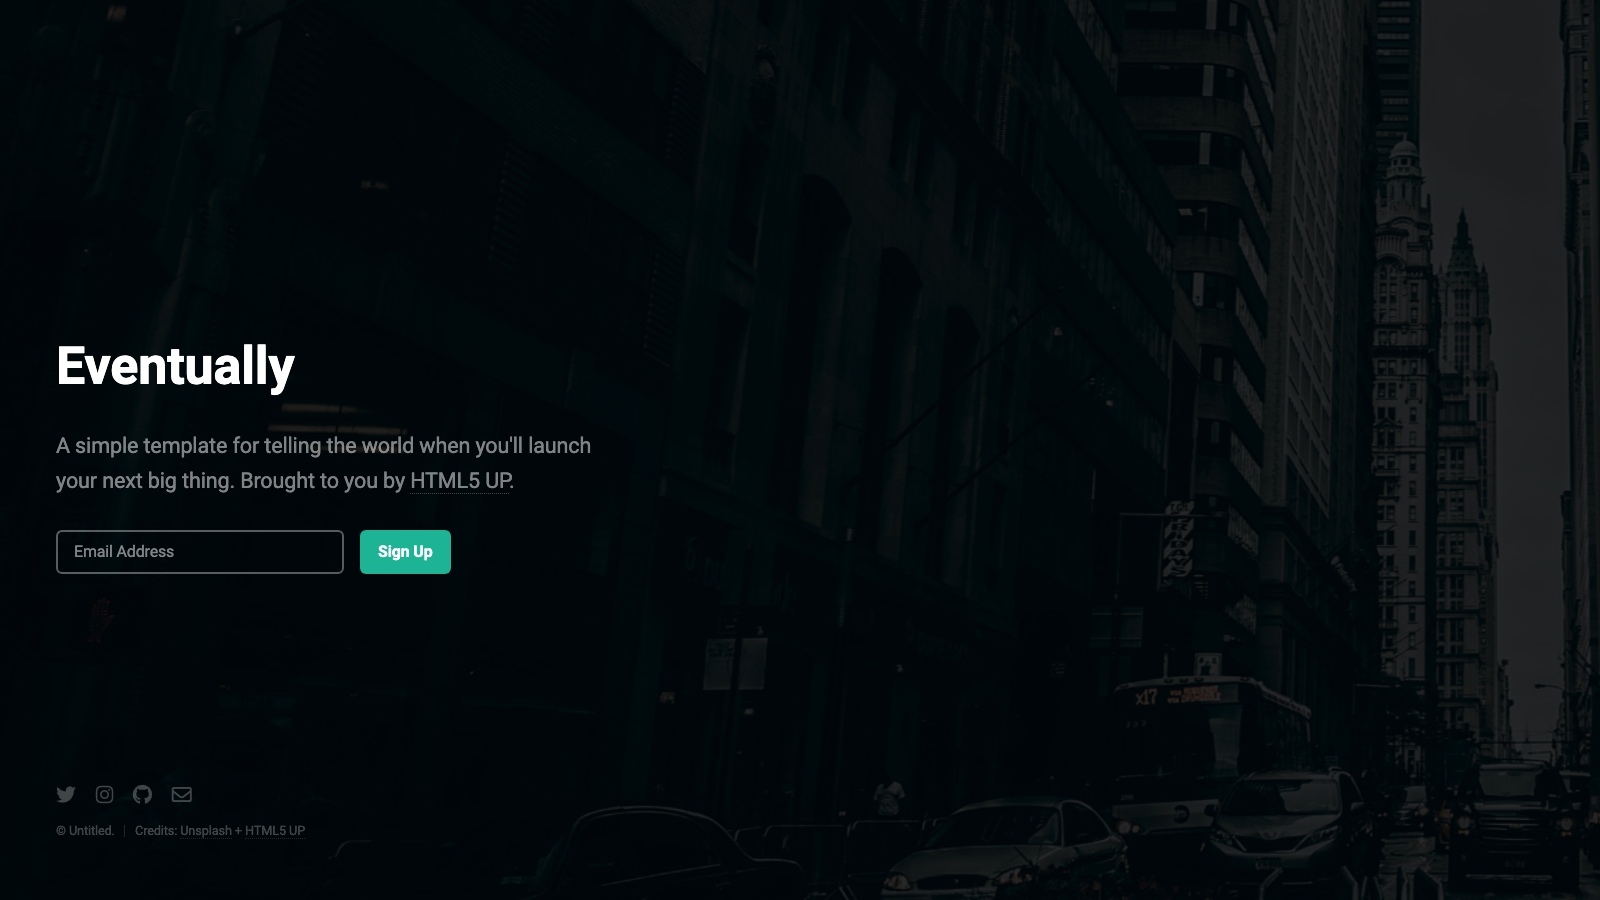 Eventually
A simple template for telling the world when you'll launch
your next big thing. Brought to you by HTML5 UP.
Email Address
Sign Up
x17
© Untitled.
Credits: Unsplash + HTML5 UP